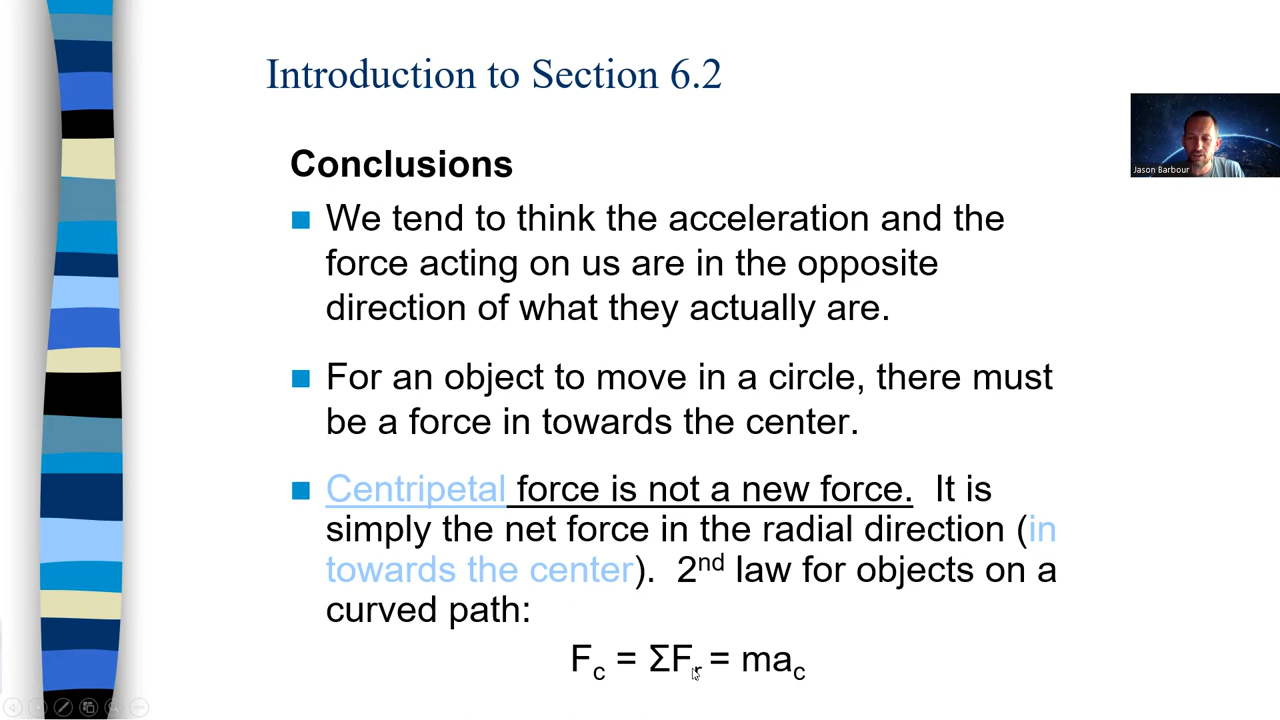 Introduction to Section 6.2
Jason Barbour
Conclusions
We tend to think the acceleration and the
force acting on us are in the opposite
direction of what they actually are.
For an object to move in a circle, there must
be a force in towards the center.
Centripetal force is not a new force. It is
simply the net force in the radial direction (in
towards the center). 2nd law for objects on a
curved path:
Fc = ΣFr = mac